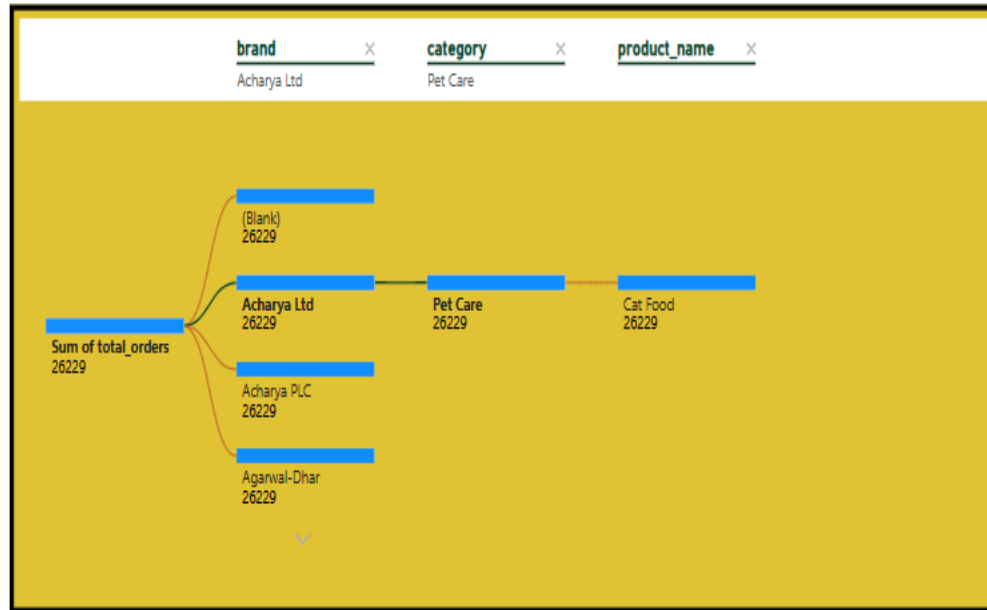 brand
category
product_name
Acharya Ltd
Pet Care
(Blank)
26229
Acharya Ltd
26229
Pet Care
26229
Cat Food
26229
Sum of total_orders
26229
Acharya PLC
26229
Agarwal-Dhar
26229